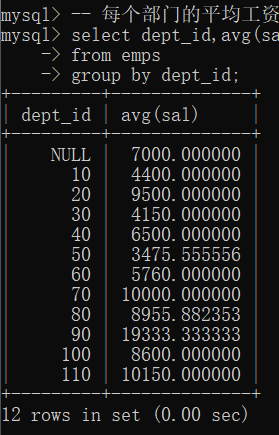 mysql> -- 每个部门的平均工资
mysql> select dept_id,avg(sa
    -> from emps
    -> group by dept_id;
+---------+--------------+
| dept_id | avg(sal)     |
+---------+--------------+
|    NULL |  7000.000000 |
|      10 |  4400.000000 |
|      20 |  9500.000000 |
|      30 |  4150.000000 |
|      40 |  6500.000000 |
|      50 |  3475.555556 |
|      60 |  5760.000000 |
|      70 | 10000.000000 |
|      80 |  8955.882353 |
|      90 | 19333.333333 |
|     100 |  8600.000000 |
|     110 | 10150.000000 |
+---------+--------------+
12 rows in set (0.00 sec)